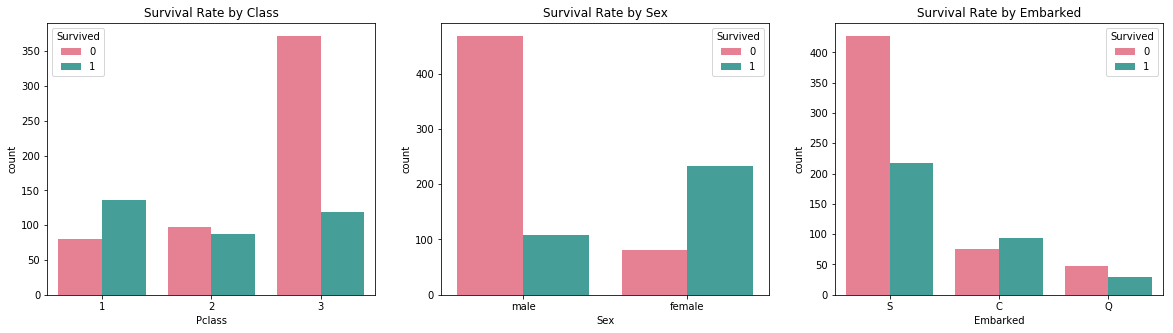 Survival Rate by Class
Survived
0
1
350
300
250
200
150
100
50
0
count
1 2 3
Pclass
Survival Rate by Sex
Survived
0
1
400
300
200
100
0
count
male female
Sex
Survival Rate by Embarked
Survived
0
1
400
350
300
250
200
150
100
50
0
count
S C Q
Embarked